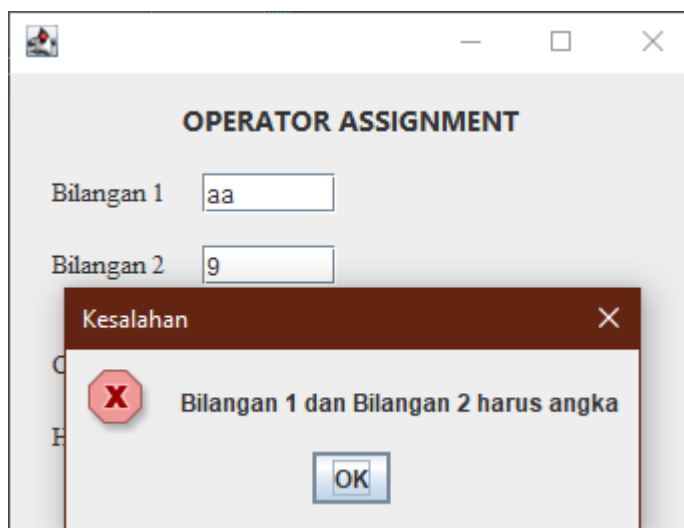 OPERATOR ASSIGNMENT
Bilangan 1 aa
Bilangan 2 9
Kesalahan
Bilangan 1 dan Bilangan 2 harus angka
OK